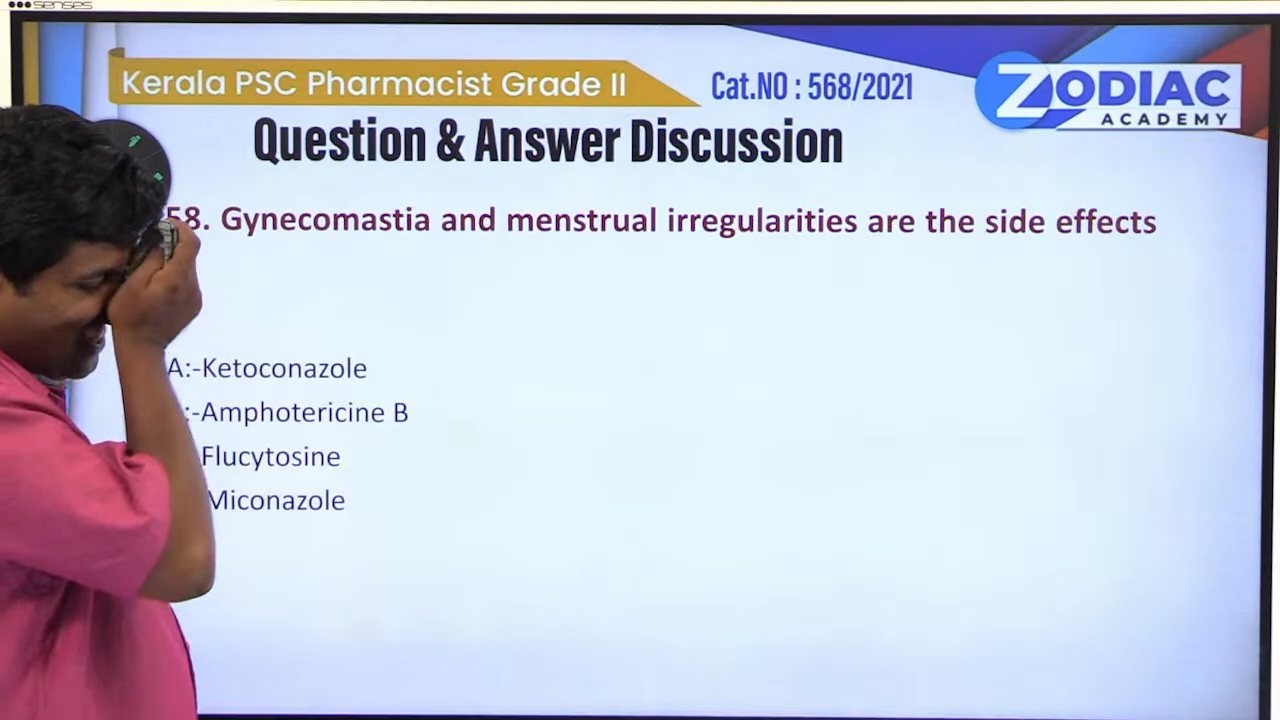 senses
Kerala PSC Pharmacist Grade II
Cat.NO : 568/2021
ZODIAC
ACADEMY
Question & Answer Discussion
58. Gynecomastia and menstrual irregularities are the side effects
A:-Ketoconazole
:-Amphotericine B
Flucytosine
Miconazole